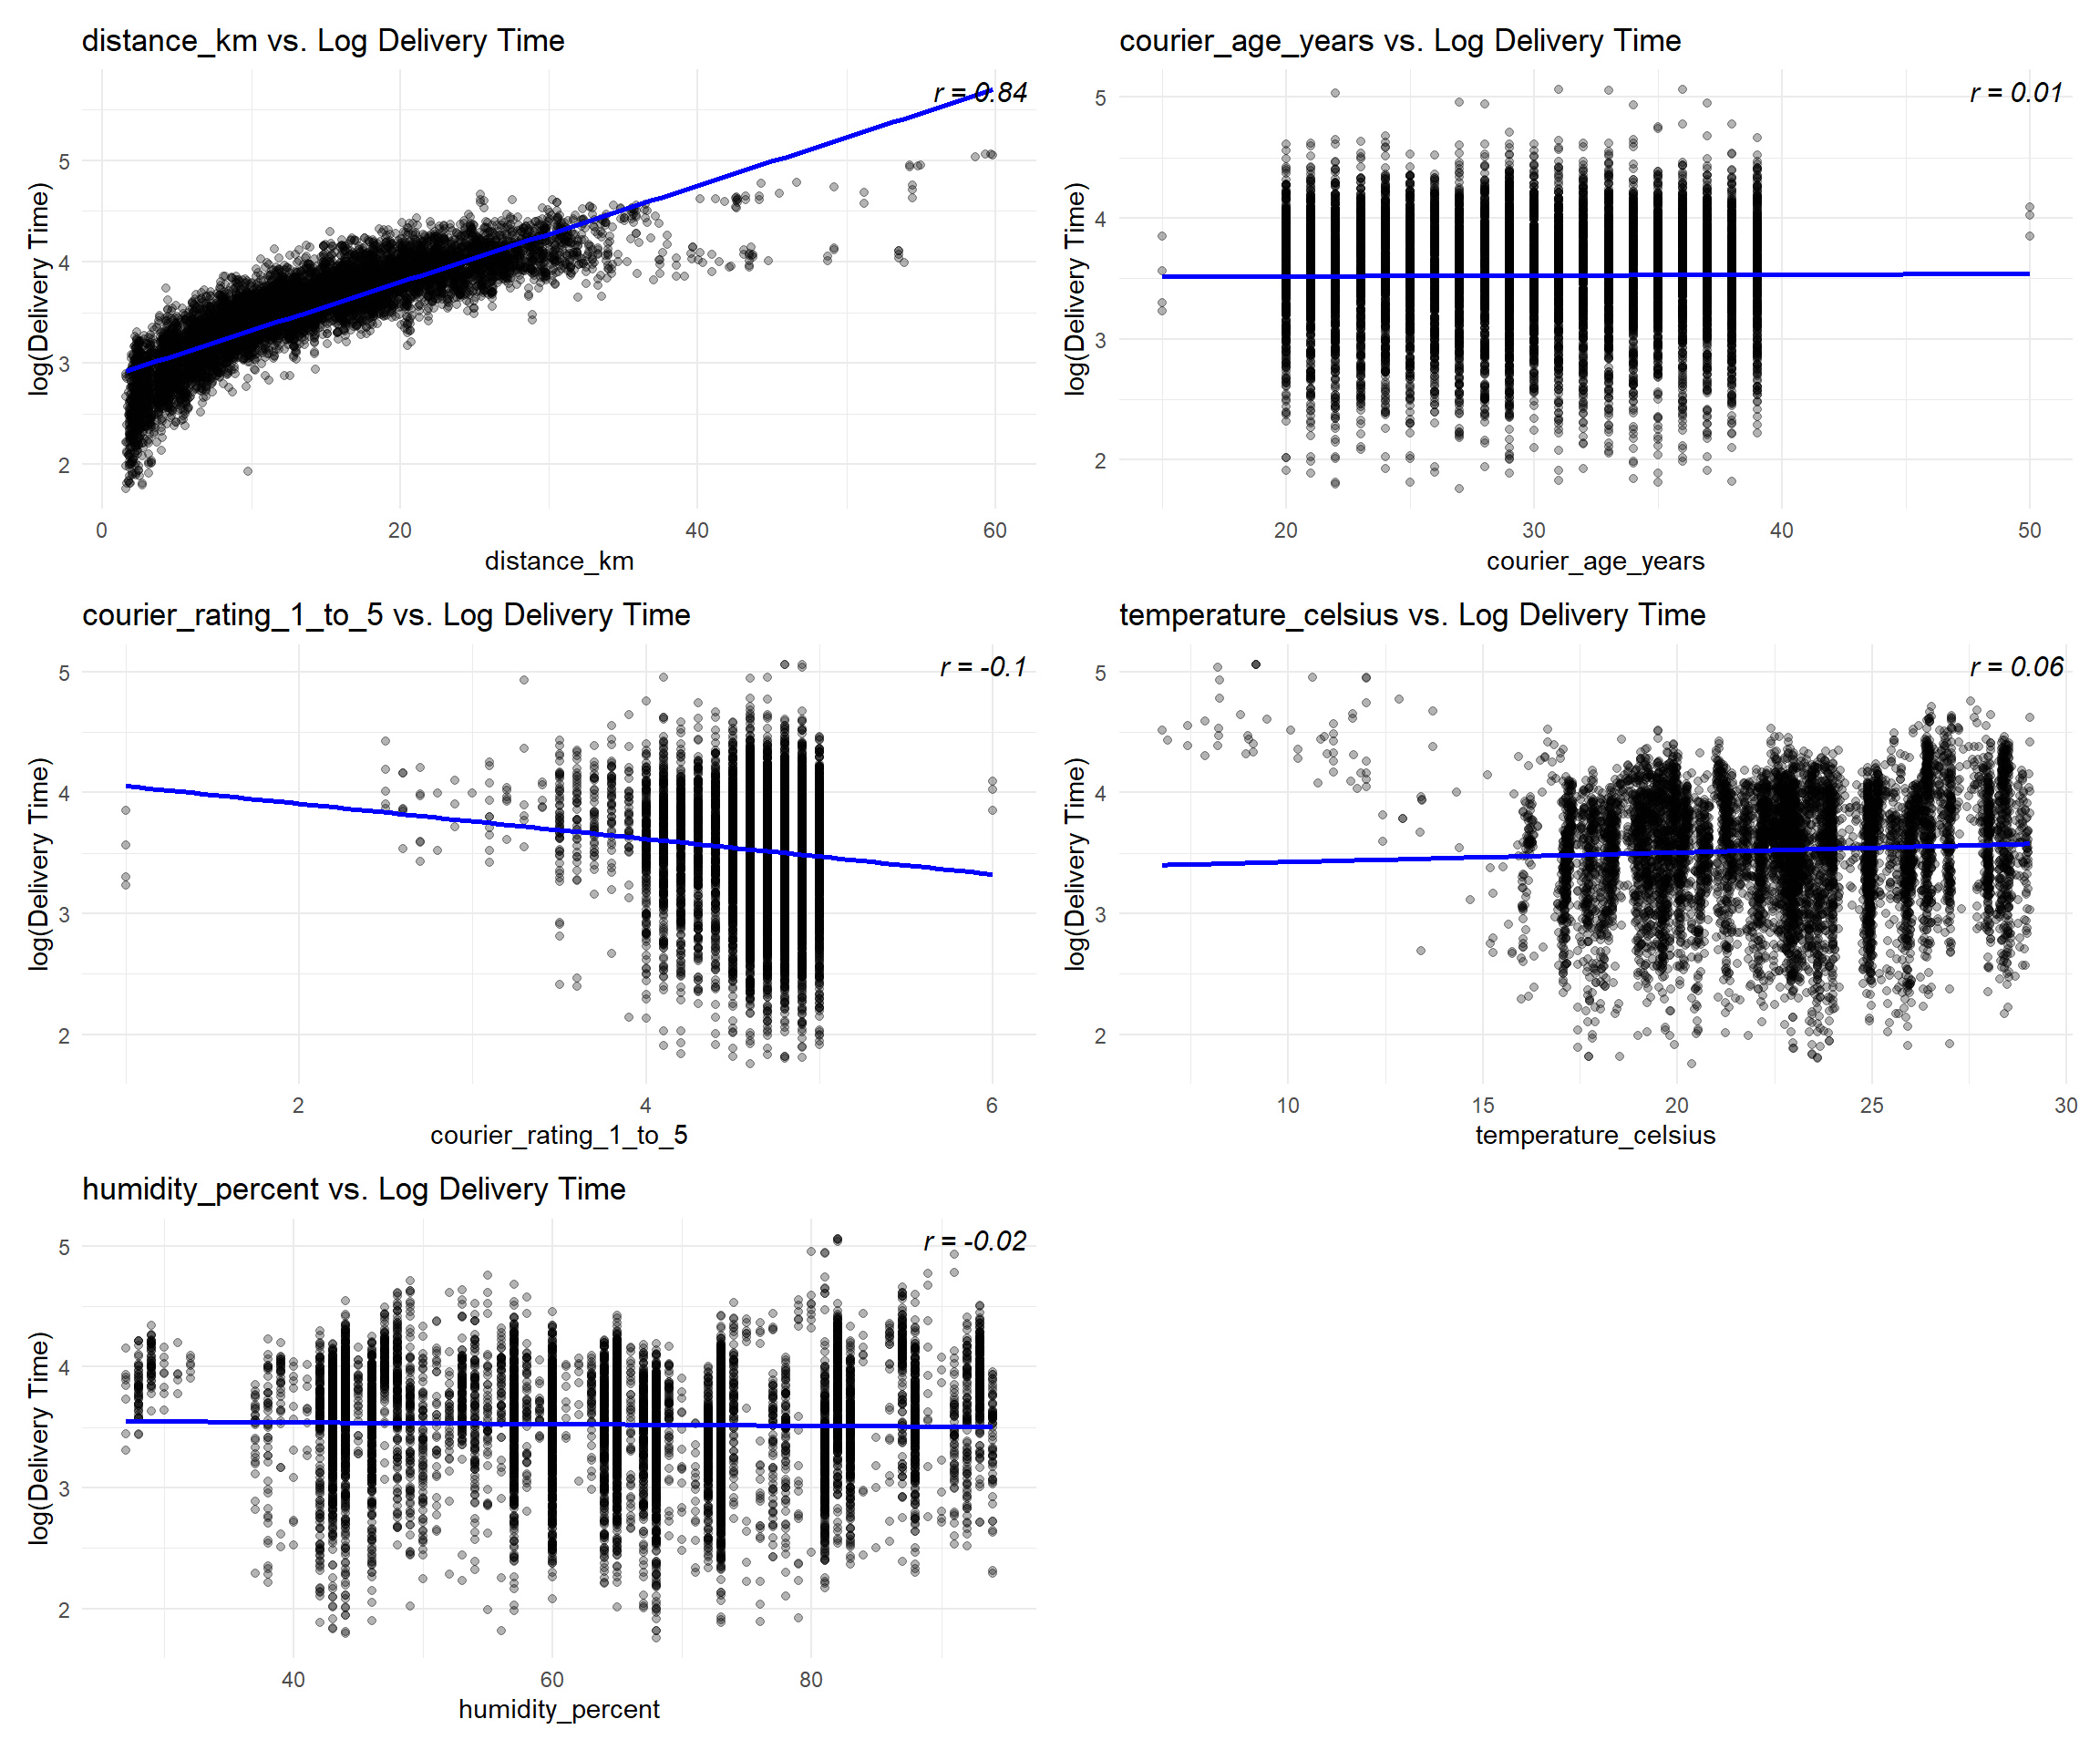 distance_km vs. Log Delivery Time
r = 0.84
5
4
3
2
log(Delivery Time)
0 20 40 60
distance_km
courier_age_years vs. Log Delivery Time
r = 0.01
5
4
3
2
log(Delivery Time)
20 30 40 50
courier_age_years
courier_rating_1_to_5 vs. Log Delivery Time
r = -0.1
5
4
3
2
log(Delivery Time)
2 4 6
courier_rating_1_to_5
temperature_celsius vs. Log Delivery Time
r = 0.06
5
4
3
2
log(Delivery Time)
10 15 20 25 30
temperature_celsius
humidity_percent vs. Log Delivery Time
r = -0.02
5
4
3
2
log(Delivery Time)
40 60 80
humidity_percent